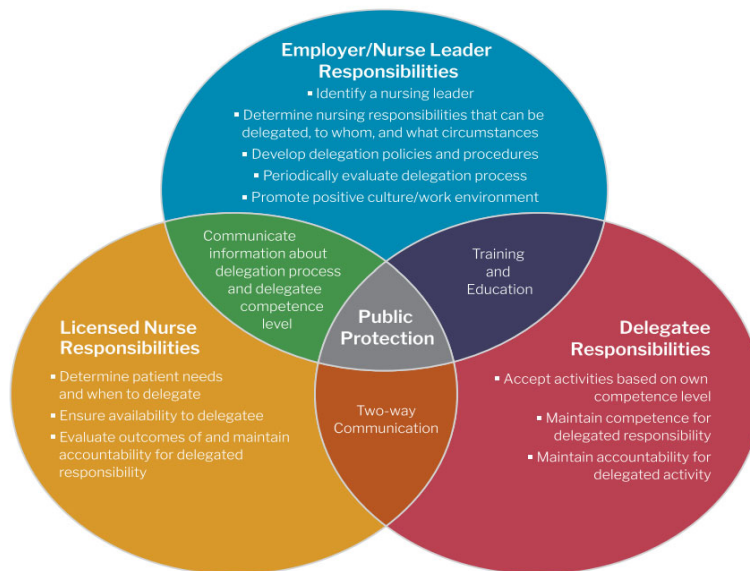 Employer/Nurse Leader
Responsibilities
▪ Identify a nursing leader
▪ Determine nursing responsibilities that can be
delegated, to whom, and what circumstances
▪ Develop delegation policies and procedures
▪ Periodically evaluate delegation process
▪ Promote positive culture/work environment
Communicate
information about
delegation process
and delegatee
competence
level
Training
and
Education
Public
Protection
Licensed Nurse
Responsibilities
▪ Determine patient needs
and when to delegate
▪ Ensure availability to delegatee
▪ Evaluate outcomes of and maintain
accountability for delegated
responsibility
Two-way
Communication
Delegatee
Responsibilities
▪ Accept activities based on own
competence level
▪ Maintain competence for
delegated responsibility
▪ Maintain accountability for
delegated activity